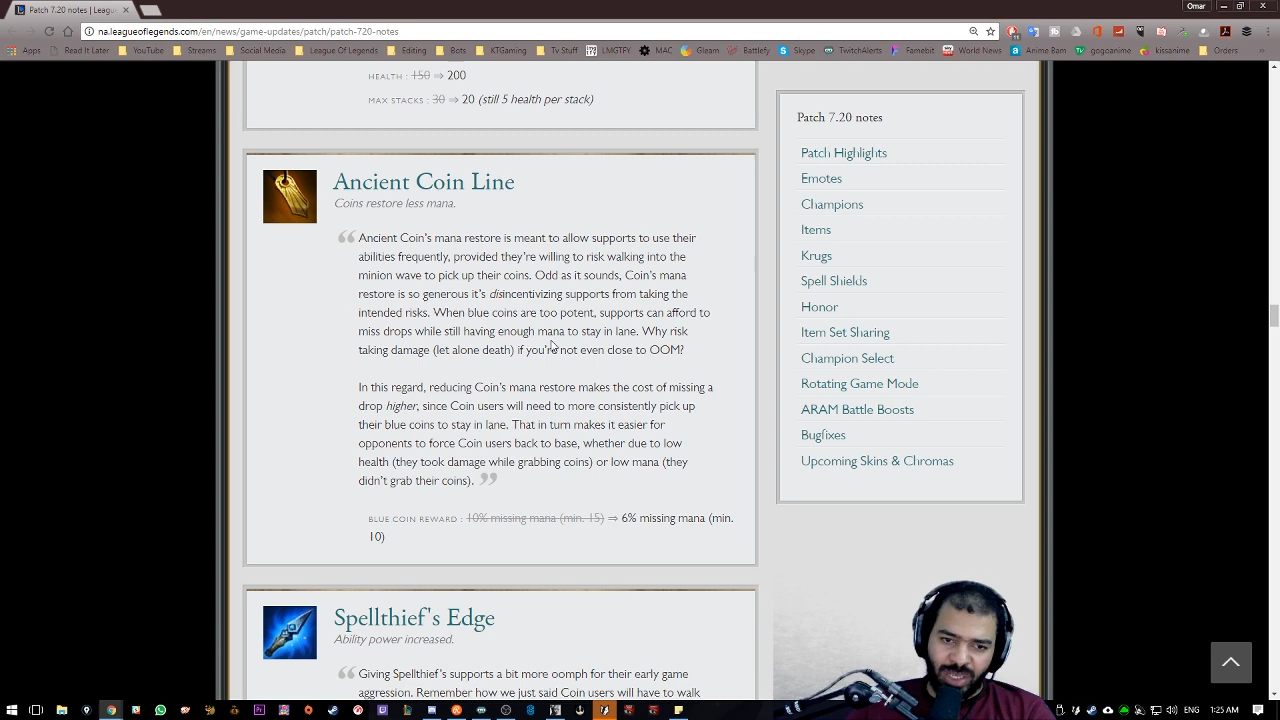 Patch 7.20 notes | Leagu
Omar
na.leagueoflegends.com/en/news/game-updates/patch/patch-720-notes
Apps Read It Later YouTube Streams Social Media League Of Legends Editing Bots KTGaming Tv Stuff LMGTFY MAC Gleam Battlefy Skype TwitchAlerts Famebit World News Anime Bam gogoanime kissanime Orders
HEALTH : 150 ⇒ 200
MAX STACKS : 30 ⇒ 20 (still 5 health per stack)
Ancient Coin Line
Coins restore less mana.
Ancient Coin's mana restore is meant to allow supports to use their
abilities frequently, provided they're willing to risk walking into the
minion wave to pick up their coins. Odd as it sounds, Coin's mana
restore is so generous it's disincentivizing supports from taking the
intended risks. When blue coins are too potent, supports can afford to
miss drops while still having enough mana to stay in lane. Why risk
taking damage (let alone death) if you're not even close to OOM?
In this regard, reducing Coin's mana restore makes the cost of missing a
drop higher, since Coin users will need to more consistently pick up
their blue coins to stay in lane. That in turn makes it easier for
opponents to force Coin users back to base, whether due to low
health (they took damage while grabbing coins) or low mana (they
didn't grab their coins).
BLUE COIN REWARD : 10% missing mana (min. 15) ⇒ 6% missing mana (min.
10)
Spellthief's Edge
Ability power increased.
Giving Spellthief's supports a bit more oomph for their early game
aggression. Remember how we just said Coin users will have to walk
Patch 7.20 notes
Patch Highlights
Emotes
Champions
Items
Krugs
Spell Shields
Honor
Item Set Sharing
Champion Select
Rotating Game Mode
ARAM Battle Boosts
Bugfixes
Upcoming Skins & Chromas
ENG 1:25 AM